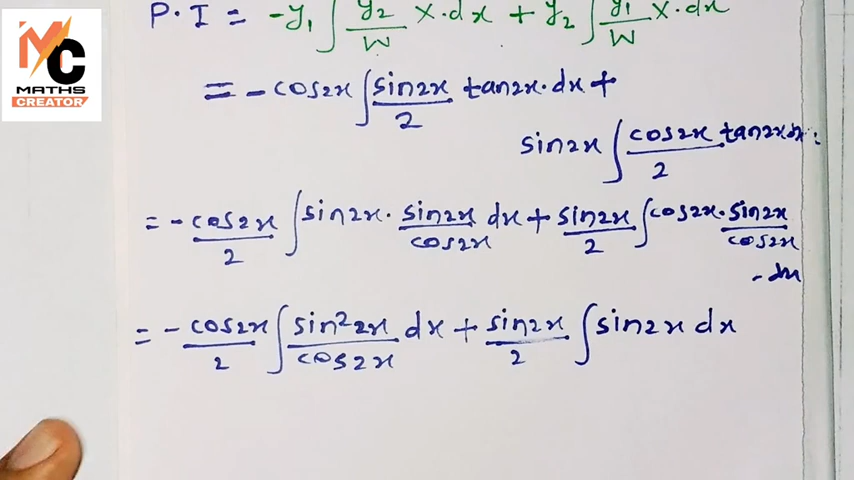 MC
MATHS
CREATOR
P.I = -y₁ ∫ y₂/W X.dx + y₂ ∫ y₁/W X.dx
= -cos2x ∫ sin2x/2 tan2x.dx +
sin2x ∫ cos2x/2 tan2x dx :
= -cos2x/2 ∫ sin2x . sin2x/cos2x dx + sin2x/2 ∫ cos2x . sin2x/cos2x
- dx
= -cos2x/2 ∫ sin²2x/cos2x dx + sin2x/2 ∫ sin2x dx